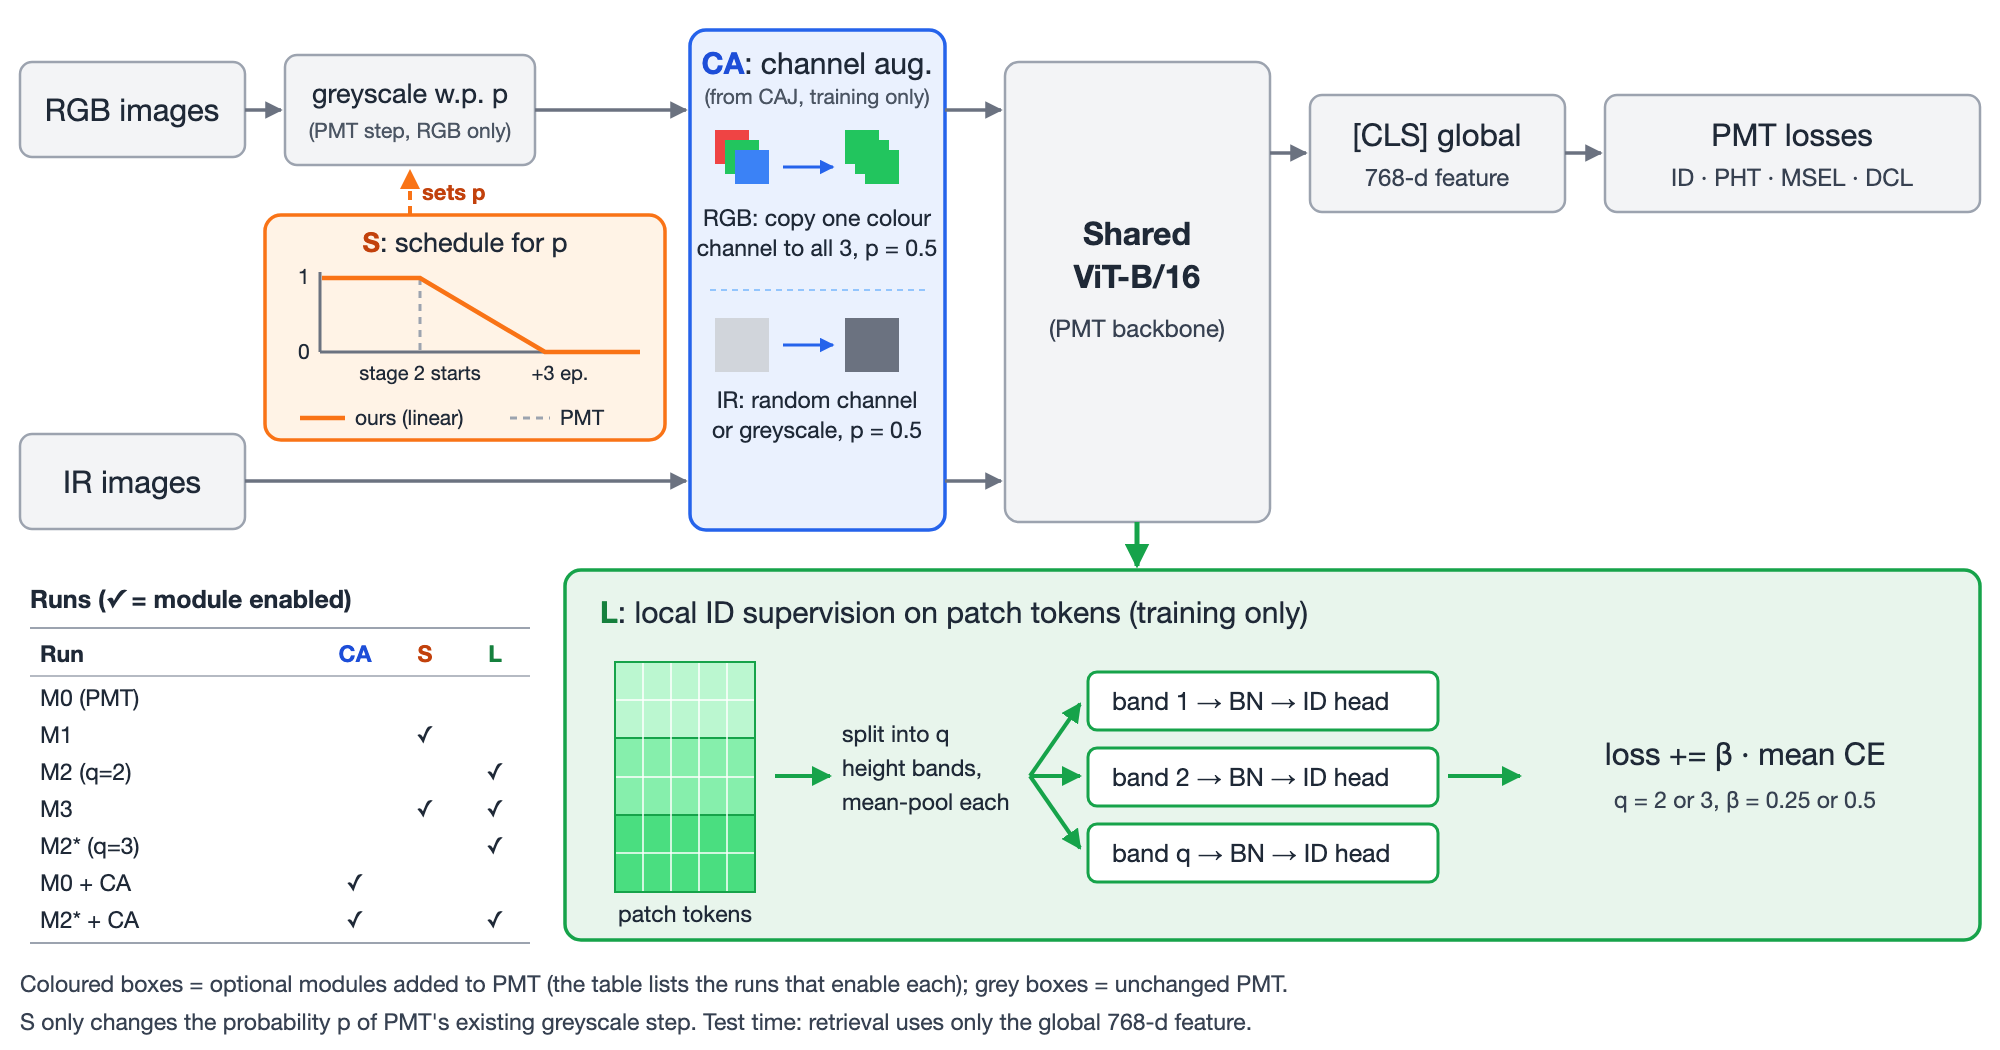 RGB images
greyscale w.p. p
(PMT step, RGB only)
sets p
S: schedule for p
1
0
stage 2 starts
+3 ep.
ours (linear)
PMT
IR images
CA: channel aug.
(from CAJ, training only)
RGB: copy one colour
channel to all 3, p = 0.5
IR: random channel
or greyscale, p = 0.5
Shared
ViT-B/16
(PMT backbone)
[CLS] global
768-d feature
PMT losses
ID · PHT · MSEL · DCL
Runs (✓ = module enabled)
Run CA S L
M0 (PMT)
M1 ✓
M2 (q=2) ✓
M3 ✓ ✓
M2* (q=3) ✓
M0 + CA ✓
M2* + CA ✓ ✓
L: local ID supervision on patch tokens (training only)
patch tokens
split into q
height bands,
mean-pool each
band 1 → BN → ID head
band 2 → BN → ID head
band q → BN → ID head
loss += β · mean CE
q = 2 or 3, β = 0.25 or 0.5
Coloured boxes = optional modules added to PMT (the table lists the runs that enable each); grey boxes = unchanged PMT.
S only changes the probability p of PMT's existing greyscale step. Test time: retrieval uses only the global 768-d feature.